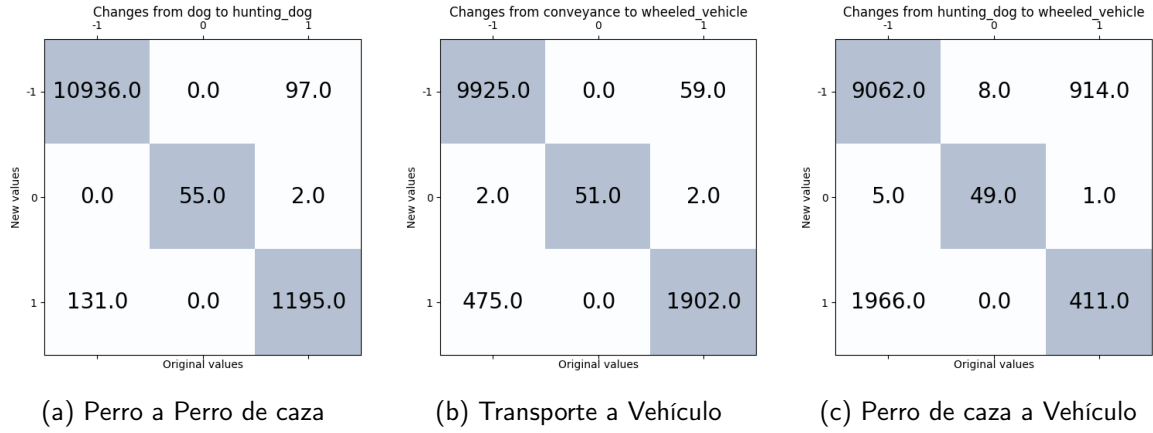 Changes from dog to hunting_dog
-1 0 1
-1 10936.0 0.0 97.0
0 0.0 55.0 2.0
1 131.0 0.0 1195.0
New values
Original values
(a) Perro a Perro de caza
Changes from conveyance to wheeled_vehicle
-1 0 1
-1 9925.0 0.0 59.0
0 2.0 51.0 2.0
1 475.0 0.0 1902.0
New values
Original values
(b) Transporte a Vehículo
Changes from hunting_dog to wheeled_vehicle
-1 0 1
-1 9062.0 8.0 914.0
0 5.0 49.0 1.0
1 1966.0 0.0 411.0
New values
Original values
(c) Perro de caza a Vehículo